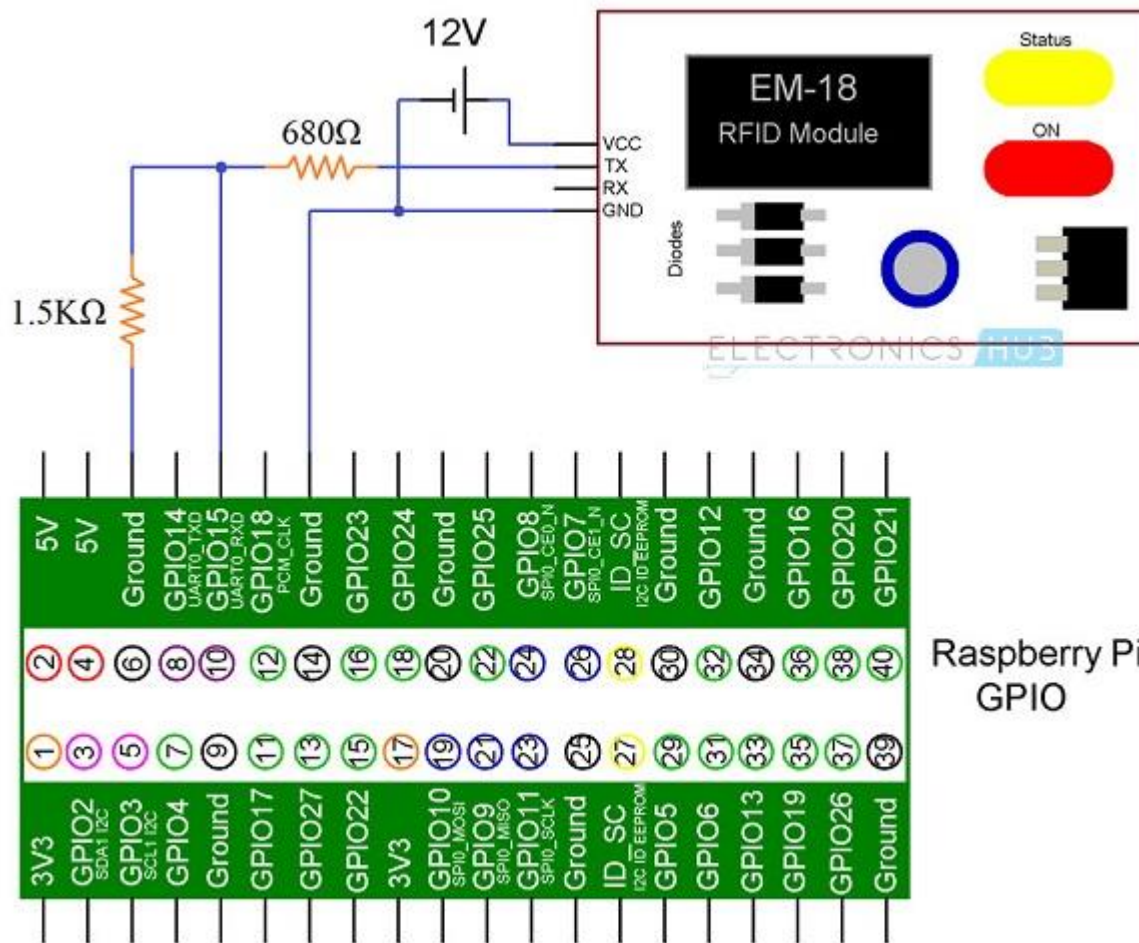 12V
680Ω
1.5KΩ
VCC
TX
RX
GND
EM-18
RFID Module
Status
ON
Diodes
ELECTRONICS HUB
5V
5V
Ground
GPIO14
UART0_TXD
GPIO15
UART0_RXD
GPIO18
PCM_CLK
Ground
GPIO23
GPIO24
Ground
GPIO25
GPIO8
SPI0_CE0_N
GPIO7
SPI0_CE1_N
ID_SC
I2C ID EEPROM
Ground
GPIO12
Ground
GPIO16
GPIO20
GPIO21
2 4 6 8 10 12 14 16 18 20 22 24 26 28 30 32 34 36 38 40
1 3 5 7 9 11 13 15 17 19 21 23 25 27 29 31 33 35 37 39
Raspberry Pi
GPIO
3V3
GPIO2
SDA1 I2C
GPIO3
SCL1 I2C
GPIO4
Ground
GPIO17
GPIO27
GPIO22
3V3
GPIO10
SPI0_MOSI
GPIO9
SPI0_MISO
GPIO11
SPI0_SCLK
Ground
ID_SC
I2C ID EEPROM
GPIO5
GPIO6
GPIO13
GPIO19
GPIO26
Ground